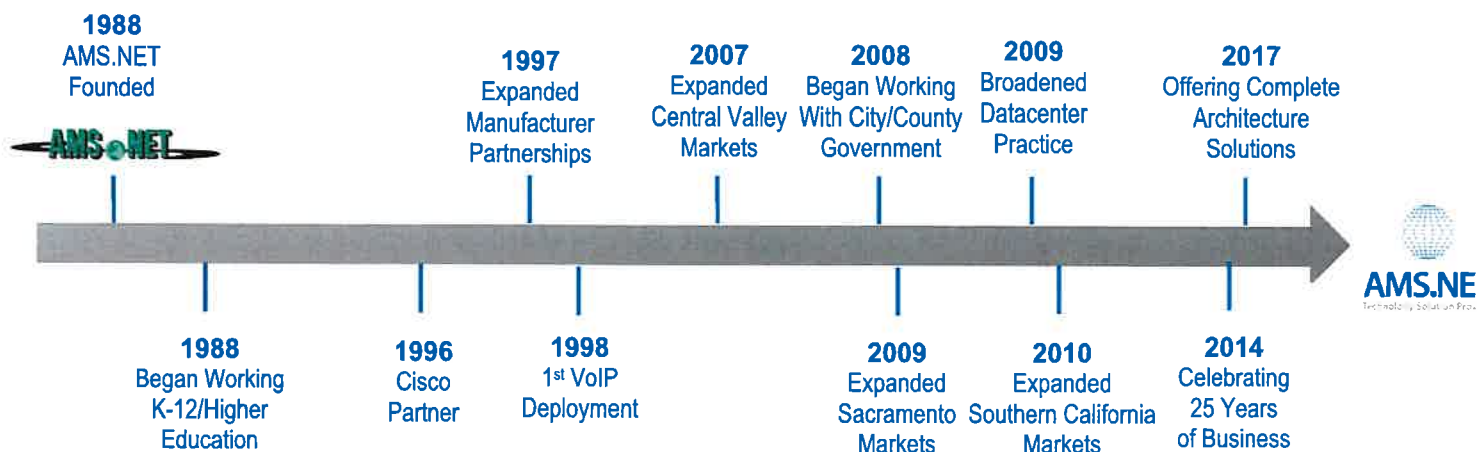 1988
AMS.NET
Founded
AMS NET
1997
Expanded
Manufacturer
Partnerships
2007
Expanded
Central Valley
Markets
2008
Began Working
With City/County
Government
2009
Broadened
Datacenter
Practice
2017
Offering Complete
Architecture
Solutions
AMS.NE
Technology Solution Prov
1988
Began Working
K-12/Higher
Education
1996
Cisco
Partner
1998
1st VoIP
Deployment
2009
Expanded
Sacramento
Markets
2010
Expanded
Southern California
Markets
2014
Celebrating
25 Years
of Business